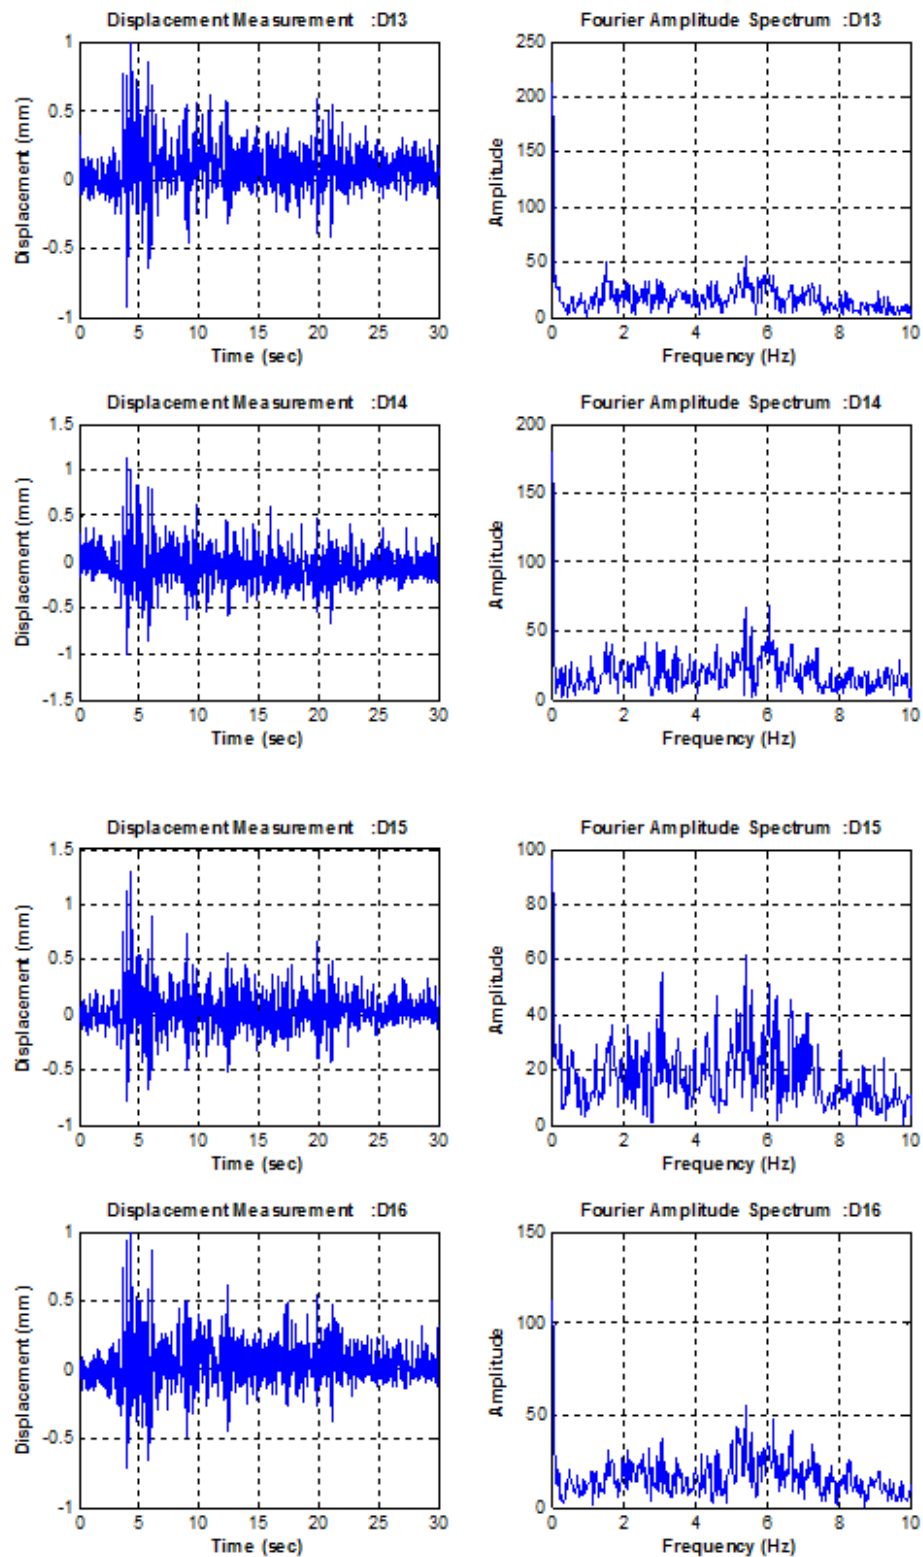 Displacement Measurement :D13
Fourier Amplitude Spectrum :D13
Displacement (mm)
1
0.5
0
-0.5
-1
0 5 10 15 20 25 30
Time (sec)
Amplitude
250
200
150
100
50
0
0 2 4 6 8 10
Frequency (Hz)
Displacement Measurement :D14
Fourier Amplitude Spectrum :D14
Displacement (mm)
1.5
1
0.5
0
-0.5
-1
-1.5
0 5 10 15 20 25 30
Time (sec)
Amplitude
200
150
100
50
0
0 2 4 6 8 10
Frequency (Hz)
Displacement Measurement :D15
Fourier Amplitude Spectrum :D15
Displacement (mm)
1.5
1
0.5
0
-0.5
-1
0 5 10 15 20 25 30
Time (sec)
Amplitude
100
80
60
40
20
0
0 2 4 6 8 10
Frequency (Hz)
Displacement Measurement :D16
Fourier Amplitude Spectrum :D16
Displacement (mm)
1
0.5
0
-0.5
-1
0 5 10 15 20 25 30
Time (sec)
Amplitude
150
100
50
0
0 2 4 6 8 10
Frequency (Hz)